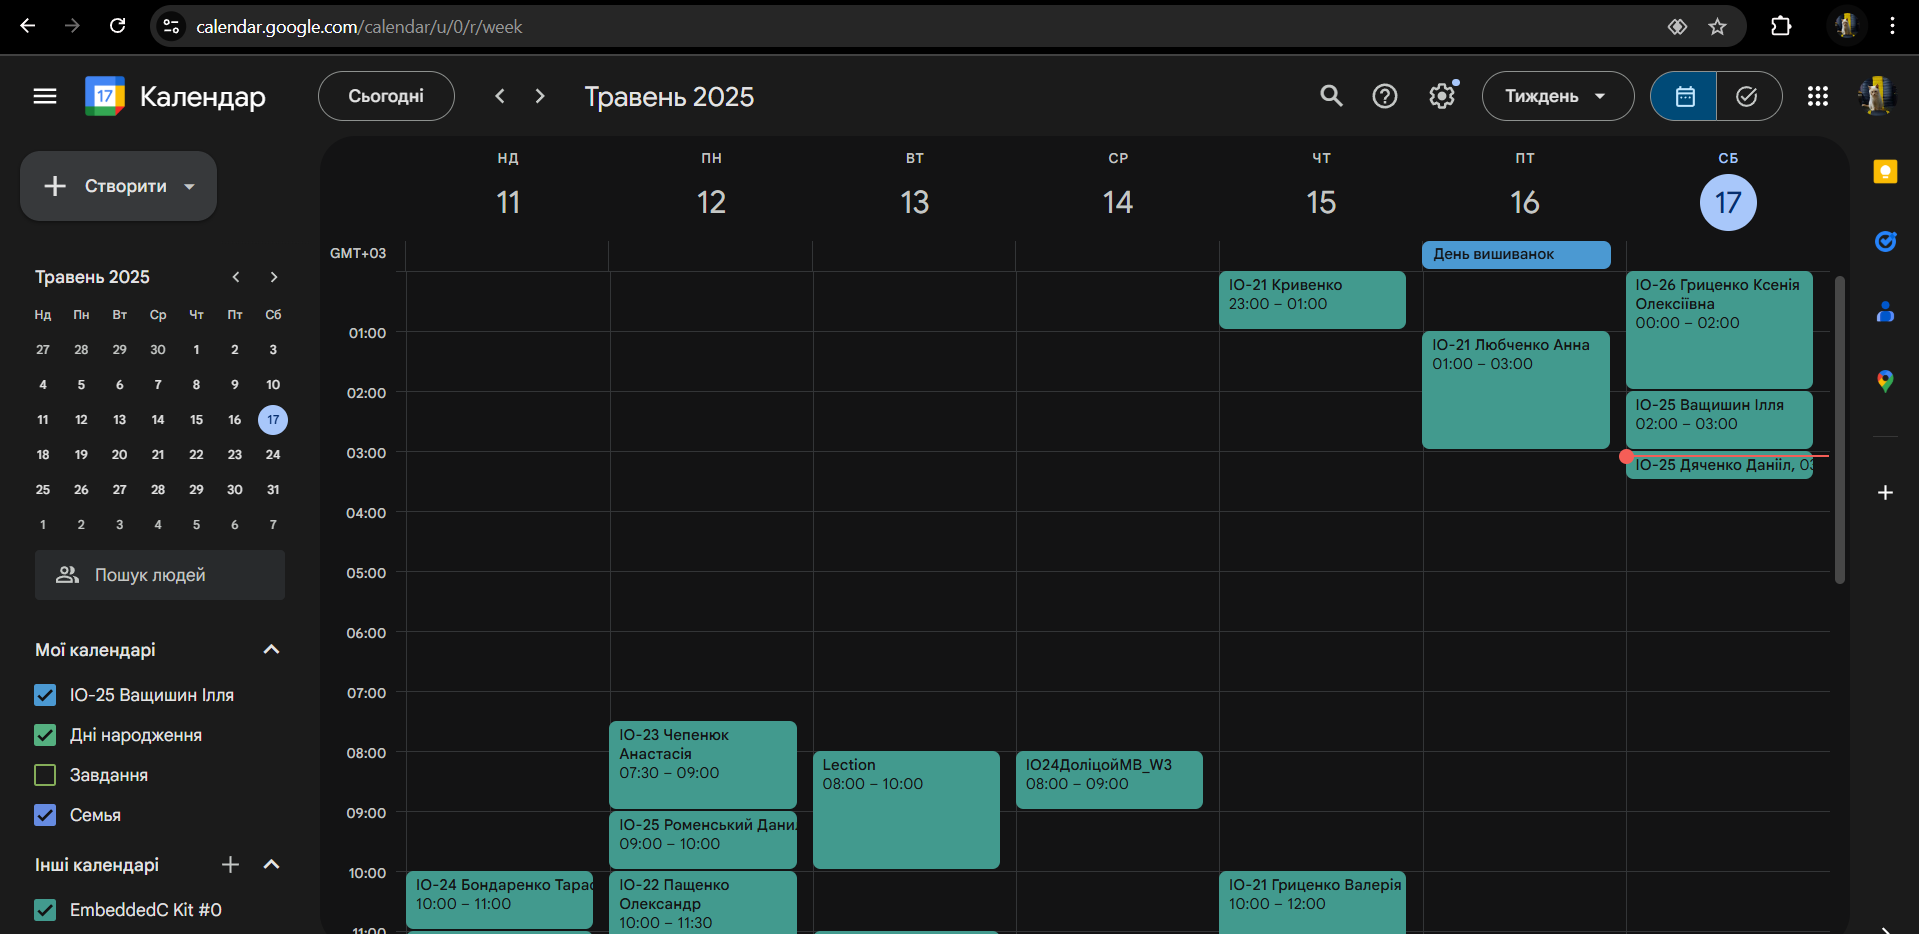 calendar.google.com/calendar/u/0/r/week
17
Календар
Сьогодні
Травень 2025
Тиждень
Створити
Травень 2025
Нд Пн Вт Ср Чт Пт Сб
27 28 29 30 1 2 3
4 5 6 7 8 9 10
11 12 13 14 15 16 17
18 19 20 21 22 23 24
25 26 27 28 29 30 31
1 2 3 4 5 6 7
Пошук людей
Мої календарі
ІО-25 Ващишин Ілля
Дні народження
Завдання
Семья
Інші календарі
EmbeddedC Kit #0
НД ПН ВТ СР ЧТ ПТ СБ
11 12 13 14 15 16 17
GMT+03
День вишиванок
01:00
02:00
03:00
04:00
05:00
06:00
07:00
08:00
09:00
10:00
11:00
ІО-24 Бондаренко Тарас
10:00 – 11:00
ІО-23 Чепенюк
Анастасія
07:30 – 09:00
ІО-25 Роменський Дани
09:00 – 10:00
ІО-22 Пащенко
Олександр
10:00 – 11:30
Lection
08:00 – 10:00
ІО24ДоліцойМВ_W3
08:00 – 09:00
ІО-21 Кривенко
23:00 – 01:00
ІО-21 Гриценко Валерія
10:00 – 12:00
ІО-21 Любченко Анна
01:00 – 03:00
ІО-26 Гриценко Ксенія
Олексіївна
00:00 – 02:00
ІО-25 Ващишин Ілля
02:00 – 03:00
ІО-25 Дяченко Данііл, 03